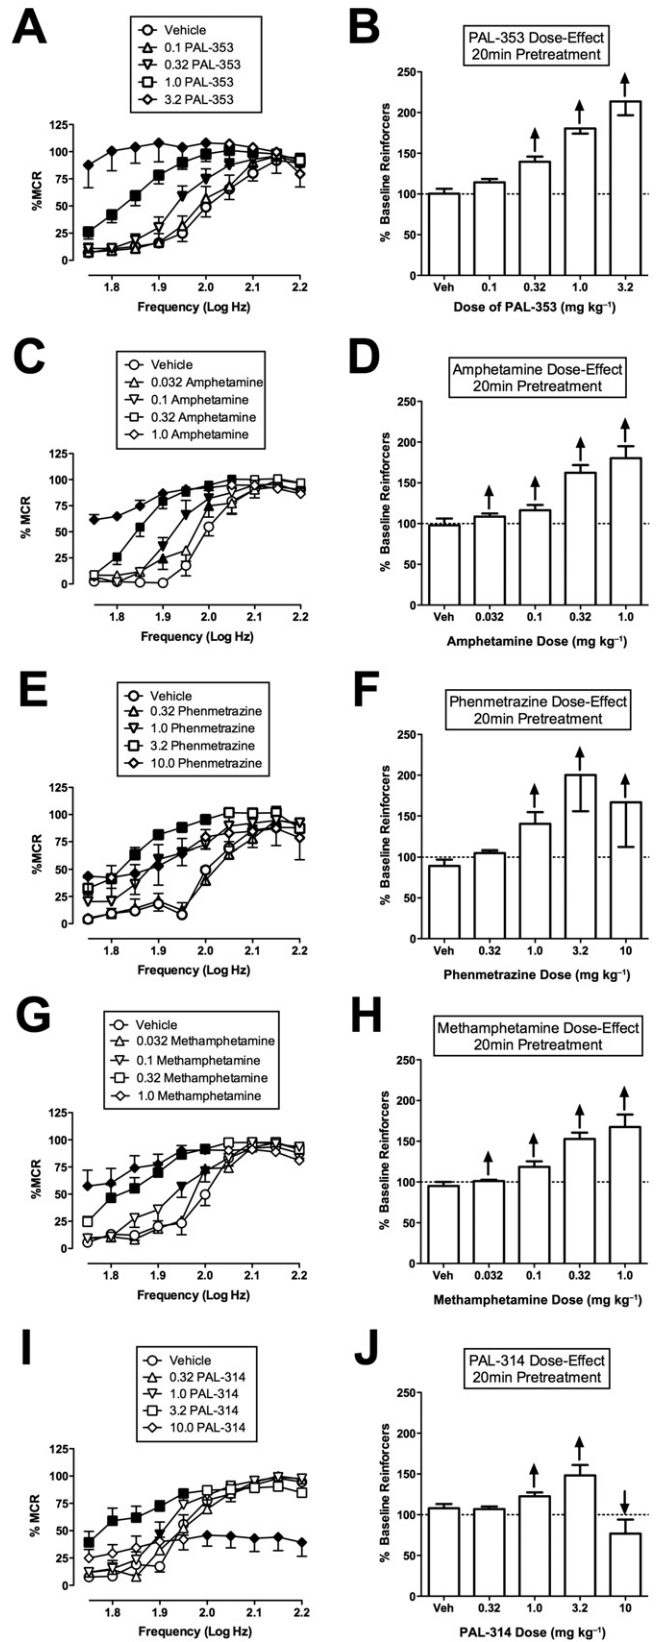 A
Vehicle
0.1 PAL-353
0.32 PAL-353
1.0 PAL-353
3.2 PAL-353
125
100
75
50
25
0
%MCR
1.8 1.9 2.0 2.1 2.2
Frequency (Log Hz)
B
PAL-353 Dose-Effect
20min Pretreatment
250
200
150
100
50
0
% Baseline Reinforcers
Veh 0.1 0.32 1.0 3.2
Dose of PAL-353 (mg kg⁻¹)
C
Vehicle
0.032 Amphetamine
0.1 Amphetamine
0.32 Amphetamine
1.0 Amphetamine
125
100
75
50
25
0
% MCR
1.8 1.9 2.0 2.1 2.2
Frequency (Log Hz)
D
Amphetamine Dose-Effect
20min Pretreatment
250
200
150
100
50
0
% Baseline Reinforcers
Veh 0.032 0.1 0.32 1.0
Amphetamine Dose (mg kg⁻¹)
E
Vehicle
0.32 Phenmetrazine
1.0 Phenmetrazine
3.2 Phenmetrazine
10.0 Phenmetrazine
125
100
75
50
25
0
%MCR
1.8 1.9 2.0 2.1 2.2
Frequency (Log Hz)
F
Phenmetrazine Dose-Effect
20min Pretreatment
250
200
150
100
50
0
% Baseline Reinforcers
Veh 0.32 1.0 3.2 10
Phenmetrazine Dose (mg kg⁻¹)
G
Vehicle
0.032 Methamphetamine
0.1 Methamphetamine
0.32 Methamphetamine
1.0 Methamphetamine
125
100
75
50
25
0
%MCR
1.8 1.9 2.0 2.1 2.2
Frequency (Log Hz)
H
Methamphetamine Dose-Effect
20min Pretreatment
250
200
150
100
50
0
% Baseline Reinforcers
Veh 0.032 0.1 0.32 1.0
Methamphetamine Dose (mg kg⁻¹)
I
Vehicle
0.32 PAL-314
1.0 PAL-314
3.2 PAL-314
10.0 PAL-314
125
100
75
50
25
0
% MCR
1.8 1.9 2.0 2.1 2.2
Frequency (Log Hz)
J
PAL-314 Dose-Effect
20min Pretreatment
250
200
150
100
50
0
% Baseline Reinforcers
Veh 0.32 1.0 3.2 10
PAL-314 Dose (mg kg⁻¹)